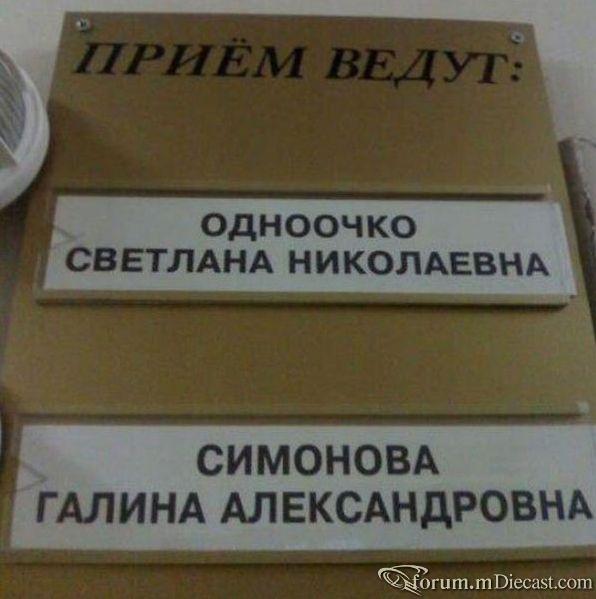 ПРИЁМ ВЕДУТ:
ОДНООЧКО
СВЕТЛАНА НИКОЛАЕВНА
СИМОНОВА
ГАЛИНА АЛЕКСАНДРОВНА
forum.mDiecast.com